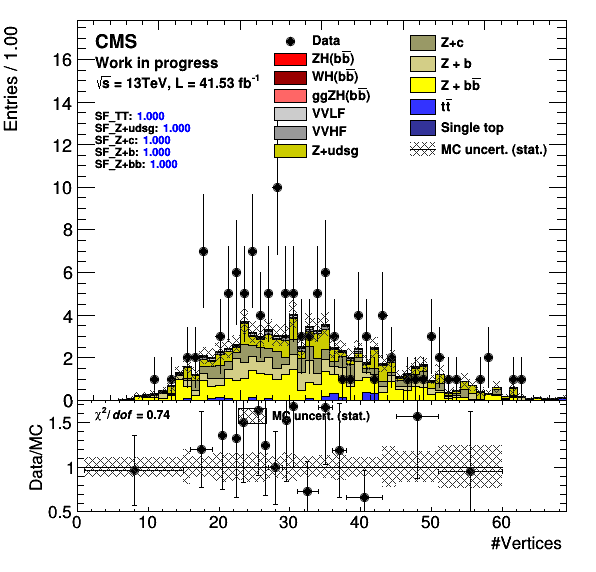 Entries / 1.00
16
14
12
10
8
6
4
2
0
CMS
Work in progress
√s = 13TeV, L = 41.53 fb⁻¹
SF_TT: 1.000
SF_Z+udsg: 1.000
SF_Z+c: 1.000
SF_Z+b: 1.000
SF_Z+bb: 1.000
Data
ZH(bb̅)
WH(bb̅)
ggZH(bb̅)
VVLF
VVHF
Z+udsg
Z+c
Z + b
Z + bb̅
tt̅
Single top
MC uncert. (stat.)
Data/MC
1.5
1
0.5
χ²/dof = 0.74
MC uncert. (stat.)
0 10 20 30 40 50 60
#Vertices